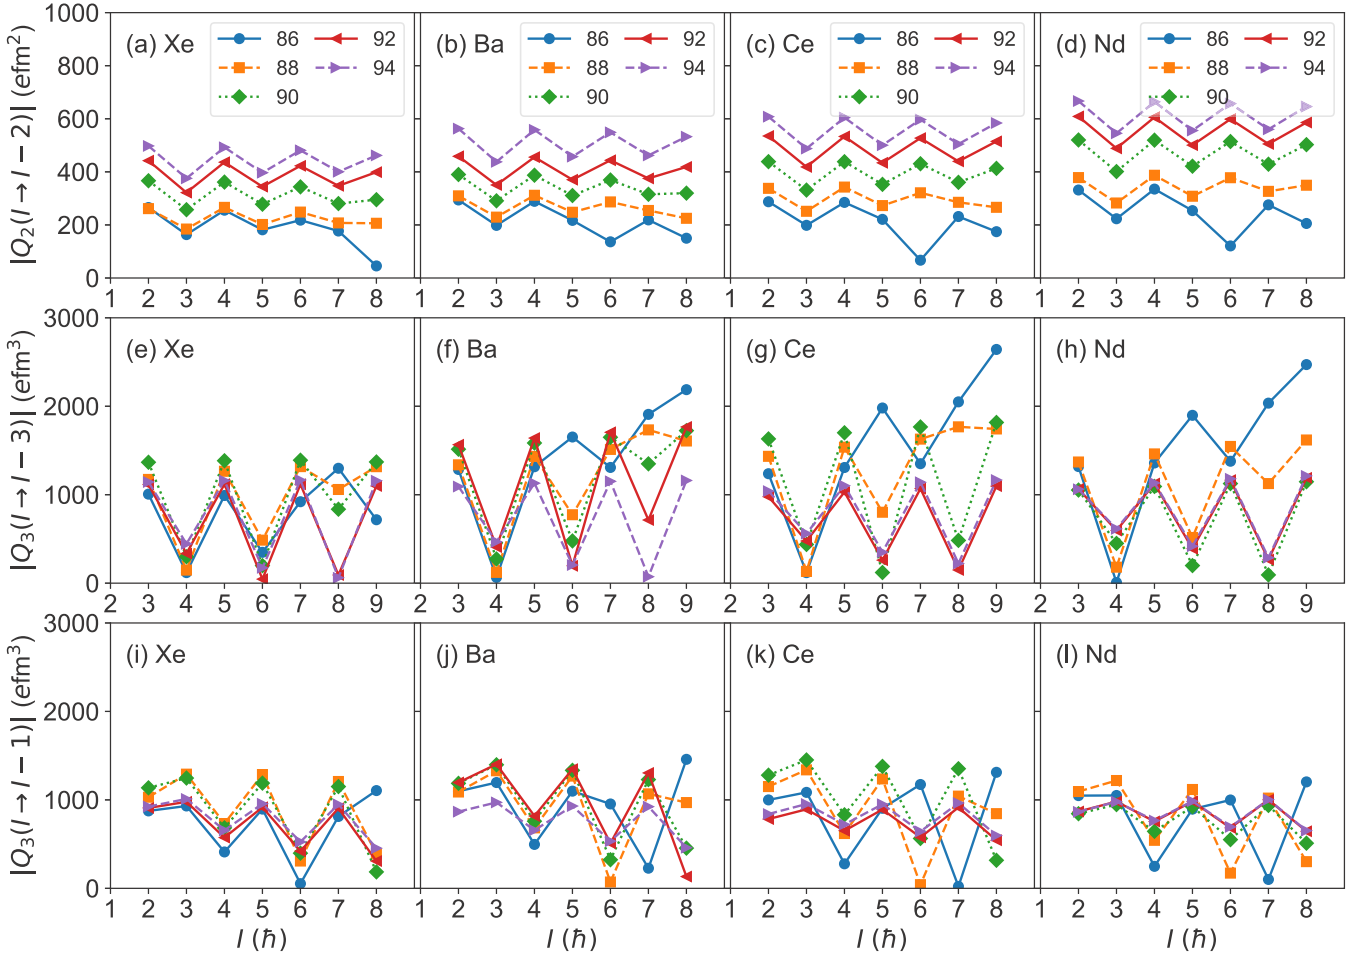 |Q₂(I → I − 2)| (efm²)
1000
800
600
400
200
0
(a) Xe
86
88
90
92
94
(b) Ba
86
88
90
92
94
(c) Ce
86
88
90
92
94
(d) Nd
86
88
90
92
94
1 2 3 4 5 6 7 8
1 2 3 4 5 6 7 8
1 2 3 4 5 6 7 8
1 2 3 4 5 6 7 8
|Q₃(I → I − 3)| (efm³)
3000
2000
1000
0
(e) Xe
(f) Ba
(g) Ce
(h) Nd
2 3 4 5 6 7 8 9
2 3 4 5 6 7 8 9
2 3 4 5 6 7 8 9
2 3 4 5 6 7 8 9
|Q₃(I → I − 1)| (efm³)
3000
2000
1000
0
(i) Xe
(j) Ba
(k) Ce
(l) Nd
1 2 3 4 5 6 7 8
1 2 3 4 5 6 7 8
1 2 3 4 5 6 7 8
1 2 3 4 5 6 7 8
I (ħ)
I (ħ)
I (ħ)
I (ħ)